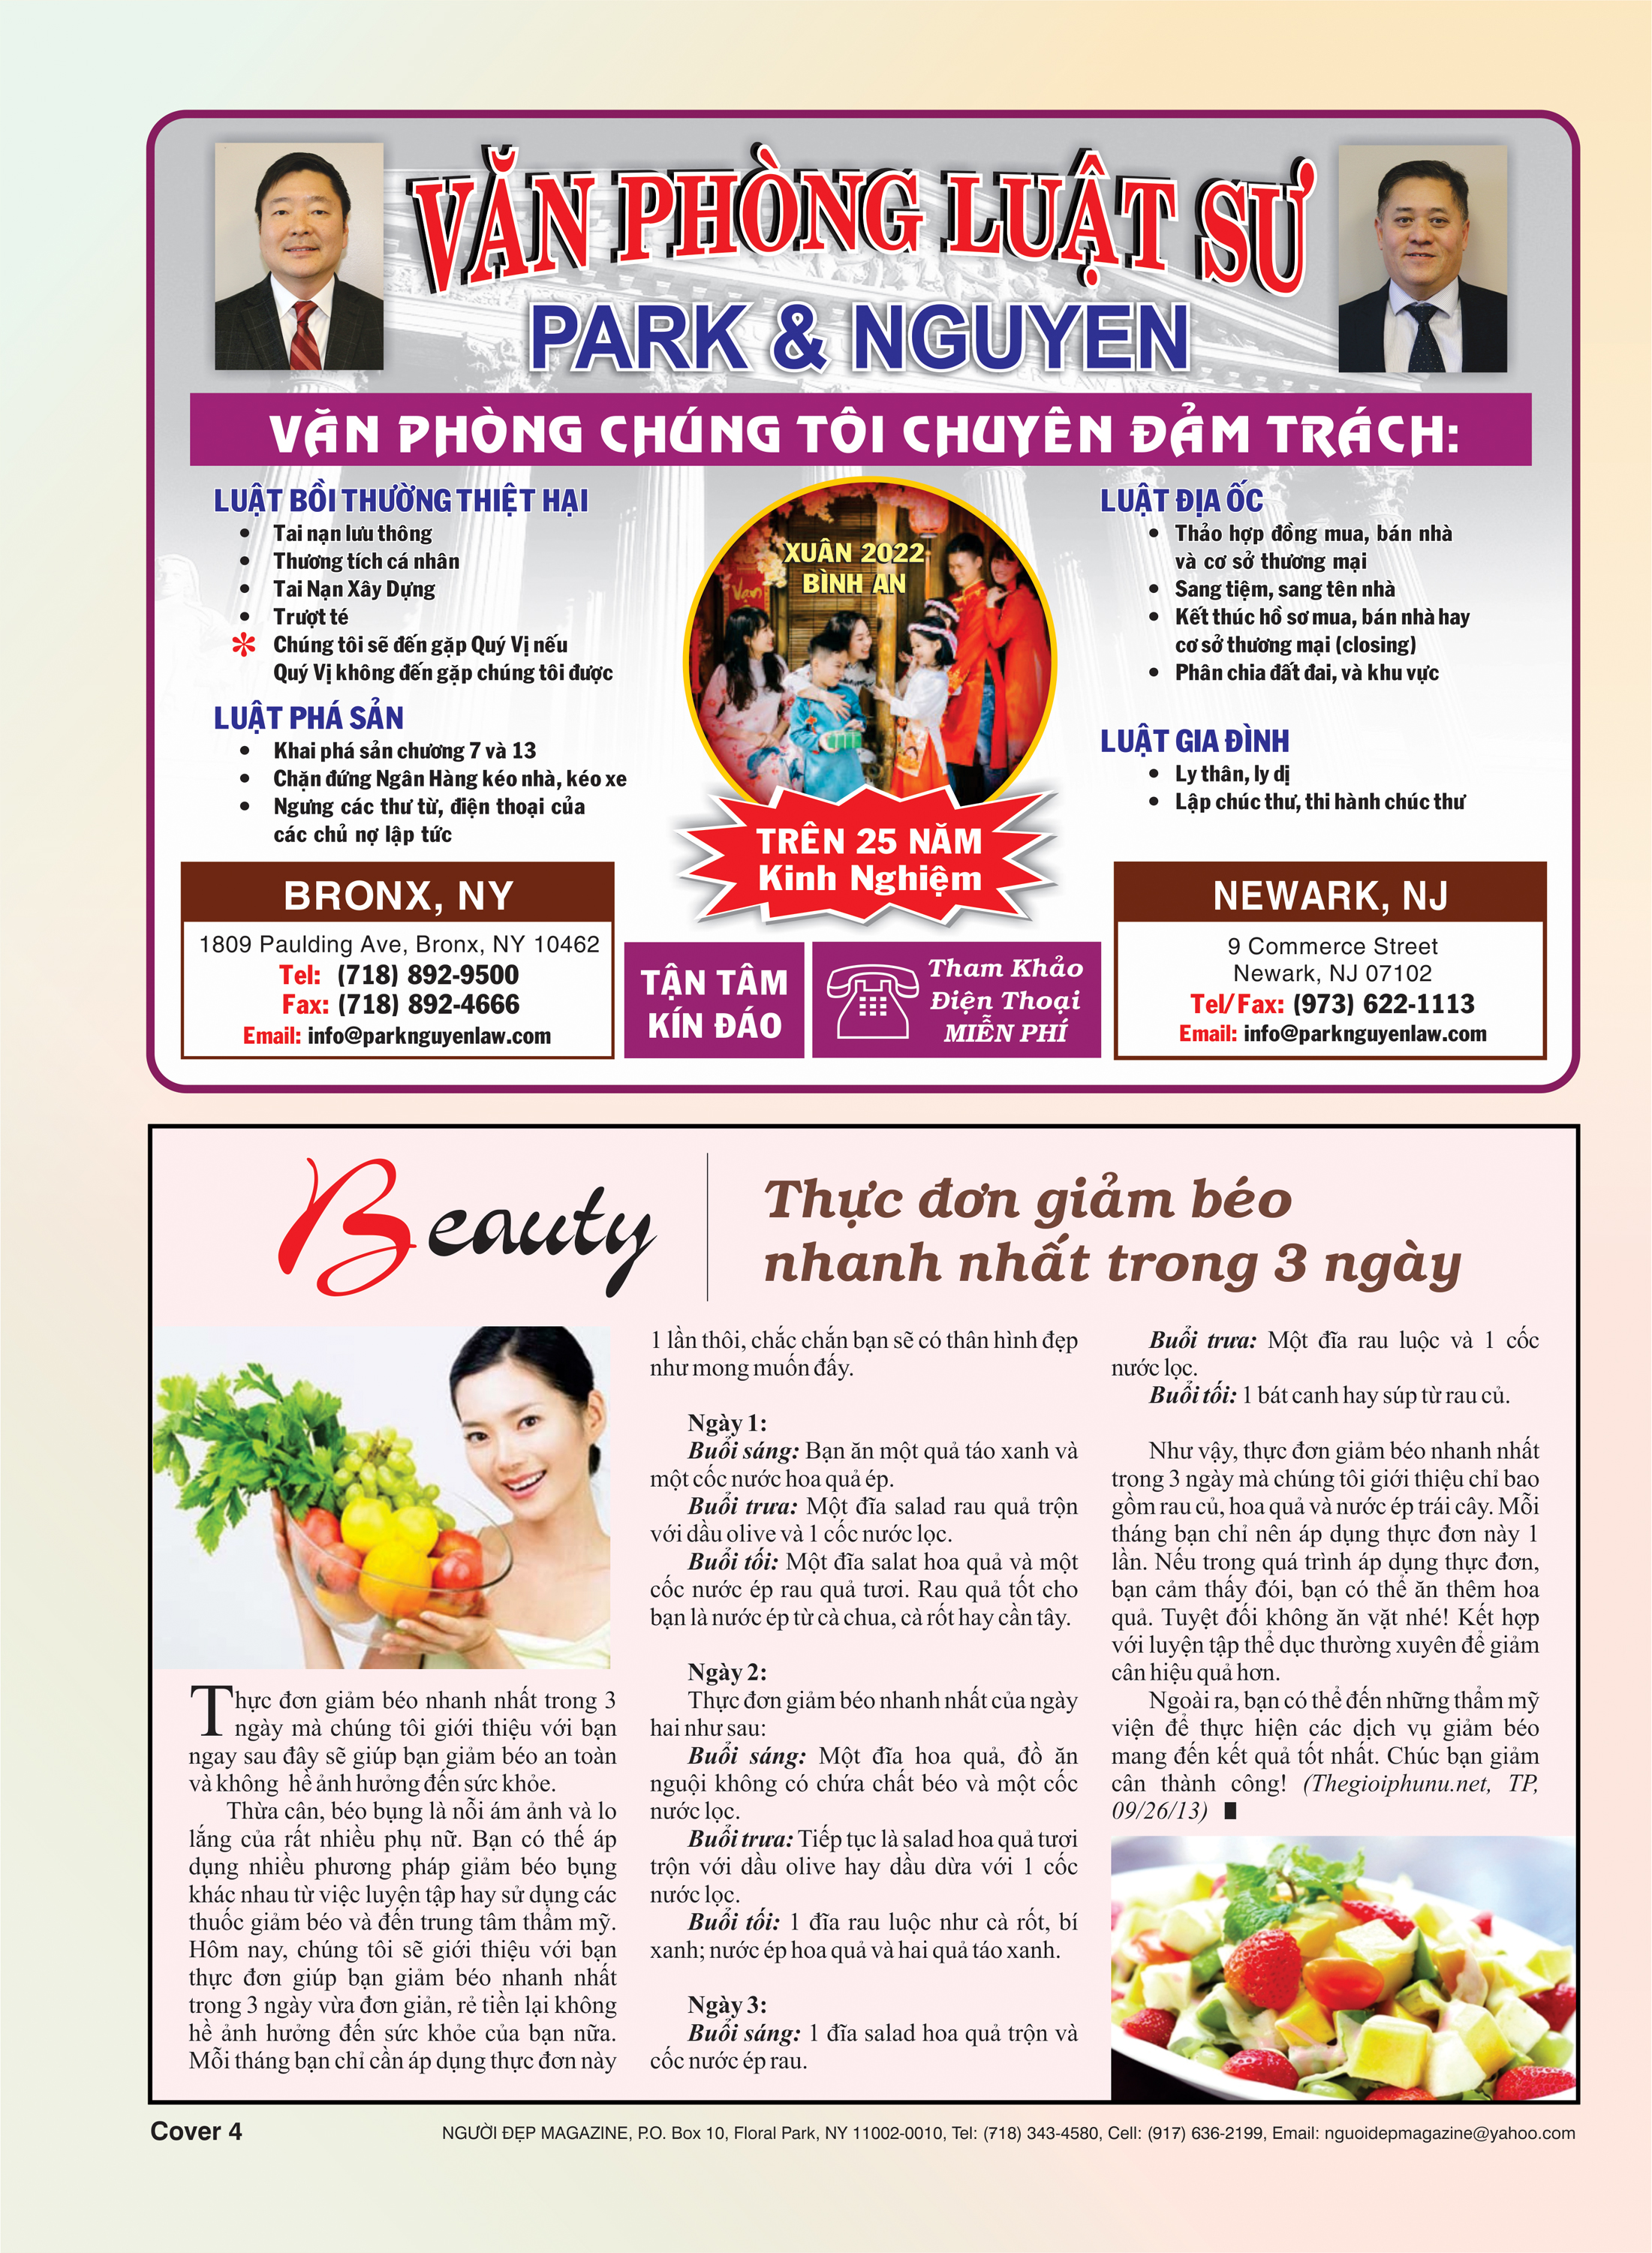 VĂN PHÒNG LUẬT SƯ
PARK & NGUYEN
VĂN PHÒNG CHÚNG TÔI CHUYÊN ĐẢM TRÁCH:
LUẬT BỒI THƯỜNG THIỆT HẠI
• Tai nạn lưu thông
• Thương tích cá nhân
• Tai Nạn Xây Dựng
• Trượt té
* Chúng tôi sẽ đến gặp Quý Vị nếu
Quý Vị không đến gặp chúng tôi được
LUẬT PHÁ SẢN
• Khai phá sản chương 7 và 13
• Chặn đứng Ngân Hàng kéo nhà, kéo xe
• Ngưng các thư từ, điện thoại của
các chủ nợ lập tức
XUÂN 2022
BÌNH AN
TRÊN 25 NĂM
Kinh Nghiệm
LUẬT ĐỊA ỐC
• Thảo hợp đồng mua, bán nhà
và cơ sở thương mại
• Sang tiệm, sang tên nhà
• Kết thúc hồ sơ mua, bán nhà hay
cơ sở thương mại (closing)
• Phân chia đất đai, và khu vực
LUẬT GIA ĐÌNH
• Ly thân, ly dị
• Lập chúc thư, thi hành chúc thư
BRONX, NY
1809 Paulding Ave, Bronx, NY 10462
Tel: (718) 892-9500
Fax: (718) 892-4666
Email: info@parknguyenlaw.com
TẬN TÂM
KÍN ĐÁO
Tham Khảo
Điện Thoại
MIỄN PHÍ
NEWARK, NJ
9 Commerce Street
Newark, NJ 07102
Tel/Fax: (973) 622-1113
Email: info@parknguyenlaw.com
Beauty
Thực đơn giảm béo
nhanh nhất trong 3 ngày
Thực đơn giảm béo nhanh nhất trong 3
ngày mà chúng tôi giới thiệu với bạn
ngay sau đây sẽ giúp bạn giảm béo an toàn
và không hề ảnh hưởng đến sức khỏe.
Thừa cân, béo bụng là nỗi ám ảnh và lo
lắng của rất nhiều phụ nữ. Bạn có thể áp
dụng nhiều phương pháp giảm béo bụng
khác nhau từ việc luyện tập hay sử dụng các
thuốc giảm béo và đến trung tâm thẩm mỹ.
Hôm nay, chúng tôi sẽ giới thiệu với bạn
thực đơn giúp bạn giảm béo nhanh nhất
trong 3 ngày vừa đơn giản, rẻ tiền lại không
hề ảnh hưởng đến sức khỏe của bạn nữa.
Mỗi tháng bạn chỉ cần áp dụng thực đơn này
1 lần thôi, chắc chắn bạn sẽ có thân hình đẹp
như mong muốn đấy.
Ngày 1:
Buổi sáng: Bạn ăn một quả táo xanh và
một cốc nước hoa quả ép.
Buổi trưa: Một đĩa salad rau quả trộn
với dầu olive và 1 cốc nước lọc.
Buổi tối: Một đĩa salat hoa quả và một
cốc nước ép rau quả tươi. Rau quả tốt cho
bạn là nước ép từ cà chua, cà rốt hay cần tây.
Ngày 2:
Thực đơn giảm béo nhanh nhất của ngày
hai như sau:
Buổi sáng: Một đĩa hoa quả, đồ ăn
nguội không có chứa chất béo và một cốc
nước lọc.
Buổi trưa: Tiếp tục là salad hoa quả tươi
trộn với dầu olive hay dầu dừa với 1 cốc
nước lọc.
Buổi tối: 1 đĩa rau luộc như cà rốt, bí
xanh; nước ép hoa quả và hai quả táo xanh.
Ngày 3:
Buổi sáng: 1 đĩa salad hoa quả trộn và
cốc nước ép rau.
Buổi trưa: Một đĩa rau luộc và 1 cốc
nước lọc.
Buổi tối: 1 bát canh hay súp từ rau củ.
Như vậy, thực đơn giảm béo nhanh nhất
trong 3 ngày mà chúng tôi giới thiệu chỉ bao
gồm rau củ, hoa quả và nước ép trái cây. Mỗi
tháng bạn chỉ nên áp dụng thực đơn này 1
lần. Nếu trong quá trình áp dụng thực đơn,
bạn cảm thấy đói, bạn có thể ăn thêm hoa
quả. Tuyệt đối không ăn vặt nhé! Kết hợp
với luyện tập thể dục thường xuyên để giảm
cân hiệu quả hơn.
Ngoài ra, bạn có thể đến những thẩm mỹ
viện để thực hiện các dịch vụ giảm béo
mang đến kết quả tốt nhất. Chúc bạn giảm
cân thành công! (Thegioiphunu.net, TP,
09/26/13) ∎
Cover 4
NGƯỜI ĐẸP MAGAZINE, P.O. Box 10, Floral Park, NY 11002-0010, Tel: (718) 343-4580, Cell: (917) 636-2199, Email: nguoidepmagazine@yahoo.com